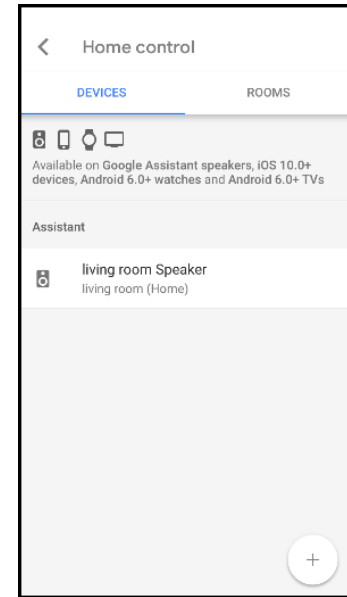 Home control
DEVICES
ROOMS
Available on Google Assistant speakers, iOS 10.0+
devices, Android 6.0+ watches and Android 6.0+ TVs
Assistant
living room Speaker
living room (Home)